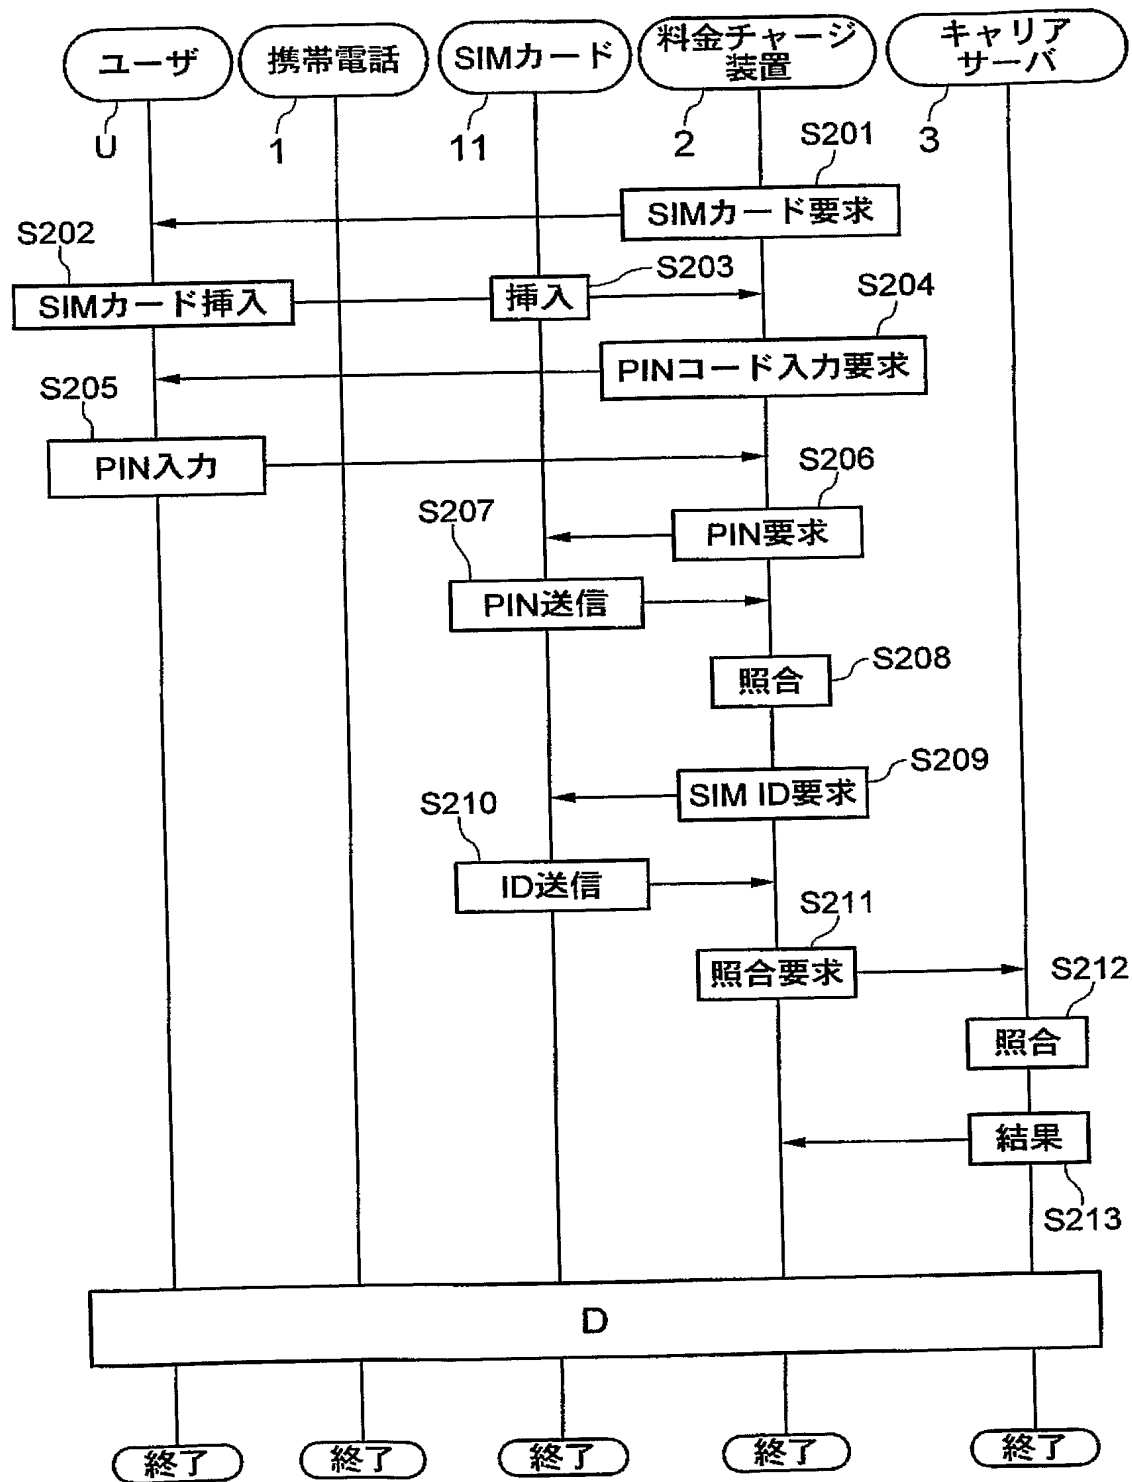 ユーザ
携帯電話
SIMカード
料金チャージ
装置
キャリア
サーバ
U
1
11
2
3
S201
SIMカード要求
S202
SIMカード挿入
挿入
S203
S204
PINコード入力要求
S205
PIN入力
S206
PIN要求
S207
PIN送信
照合
S208
S209
SIM ID要求
S210
ID送信
S211
照合要求
S212
照合
結果
S213
D
終了
終了
終了
終了
終了